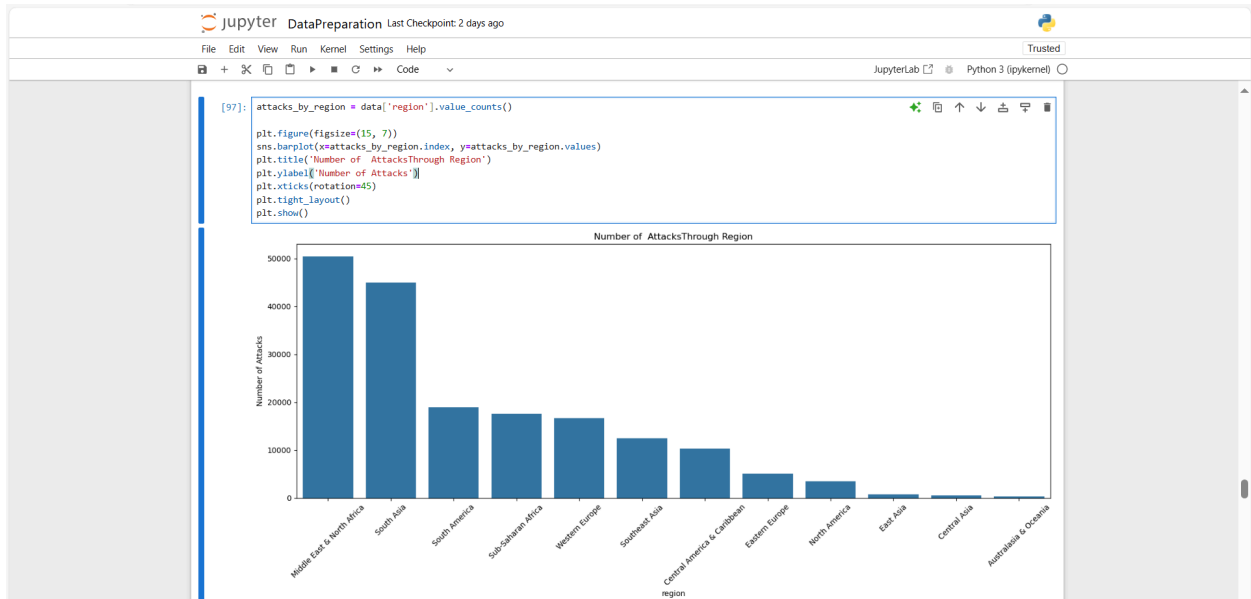 jupyter DataPreparation Last Checkpoint: 2 days ago
File Edit View Run Kernel Settings Help Trusted
Code JupyterLab Python 3 (ipykernel)
[97]: attacks_by_region = data['region'].value_counts()
plt.figure(figsize=(15, 7))
sns.barplot(x=attacks_by_region.index, y=attacks_by_region.values)
plt.title('Number of  AttacksThrough Region')
plt.ylabel('Number of Attacks')
plt.xticks(rotation=45)
plt.tight_layout()
plt.show()
Number of  AttacksThrough Region
50000
40000
30000
20000
10000
0
Number of Attacks
Middle East & North Africa
South Asia
South America
Sub-Saharan Africa
Western Europe
Southeast Asia
Central America & Caribbean
Eastern Europe
North America
East Asia
Central Asia
Australasia & Oceania
region